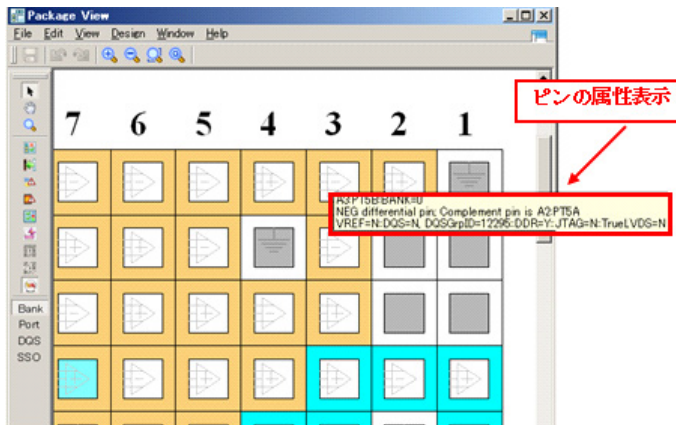 Package View
File Edit View Design Window Help
ピンの属性表示
7 6 5 4 3 2 1
A3:PT5B:BANK=0
NEG differential pin; Complement pin is A2:PT5A
VREF=N:DQS=N, DQSGrpID=12295:DDR=Y:JTAG=N:TrueLVDS=N
Bank
Port
DQS
SSO